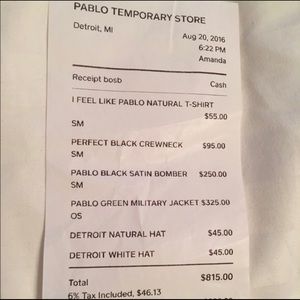 PABLO TEMPORARY STORE
Detroit, MI
Aug 20, 2016
6:22 PM
Amanda
Receipt bosb Cash
I FEEL LIKE PABLO NATURAL T-SHIRT
$55.00
SM
PERFECT BLACK CREWNECK $95.00
SM
PABLO BLACK SATIN BOMBER $250.00
SM
PABLO GREEN MILITARY JACKET $325.00
OS
DETROIT NATURAL HAT $45.00
DETROIT WHITE HAT $45.00
Total $815.00
6% Tax Included, $46.13